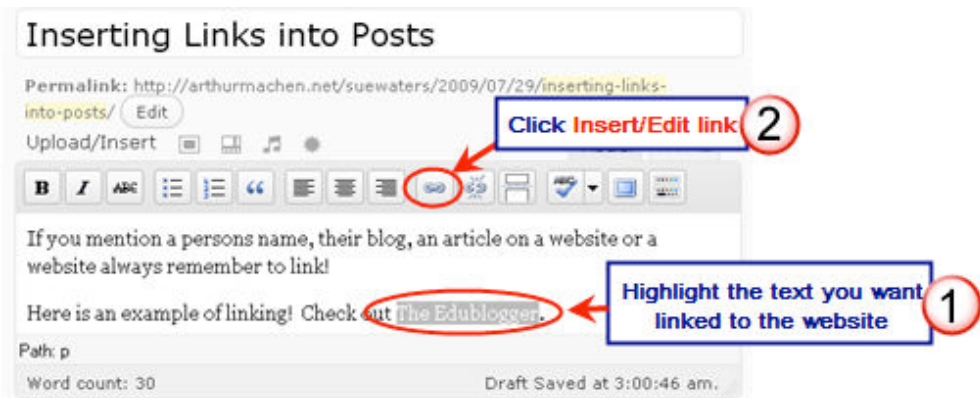 Inserting Links into Posts
Permalink: http://arthurmachen.net/suewaters/2009/07/29/inserting-links-
into-posts/ Edit
Click Insert/Edit link 2
Upload/Insert
B I ABC “ ABC
If you mention a persons name, their blog, an article on a website or a
website always remember to link!
Here is an example of linking! Check out The Edublogger.
Highlight the text you want
linked to the website
1
Path: p
Word count: 30 Draft Saved at 3:00:46 am.